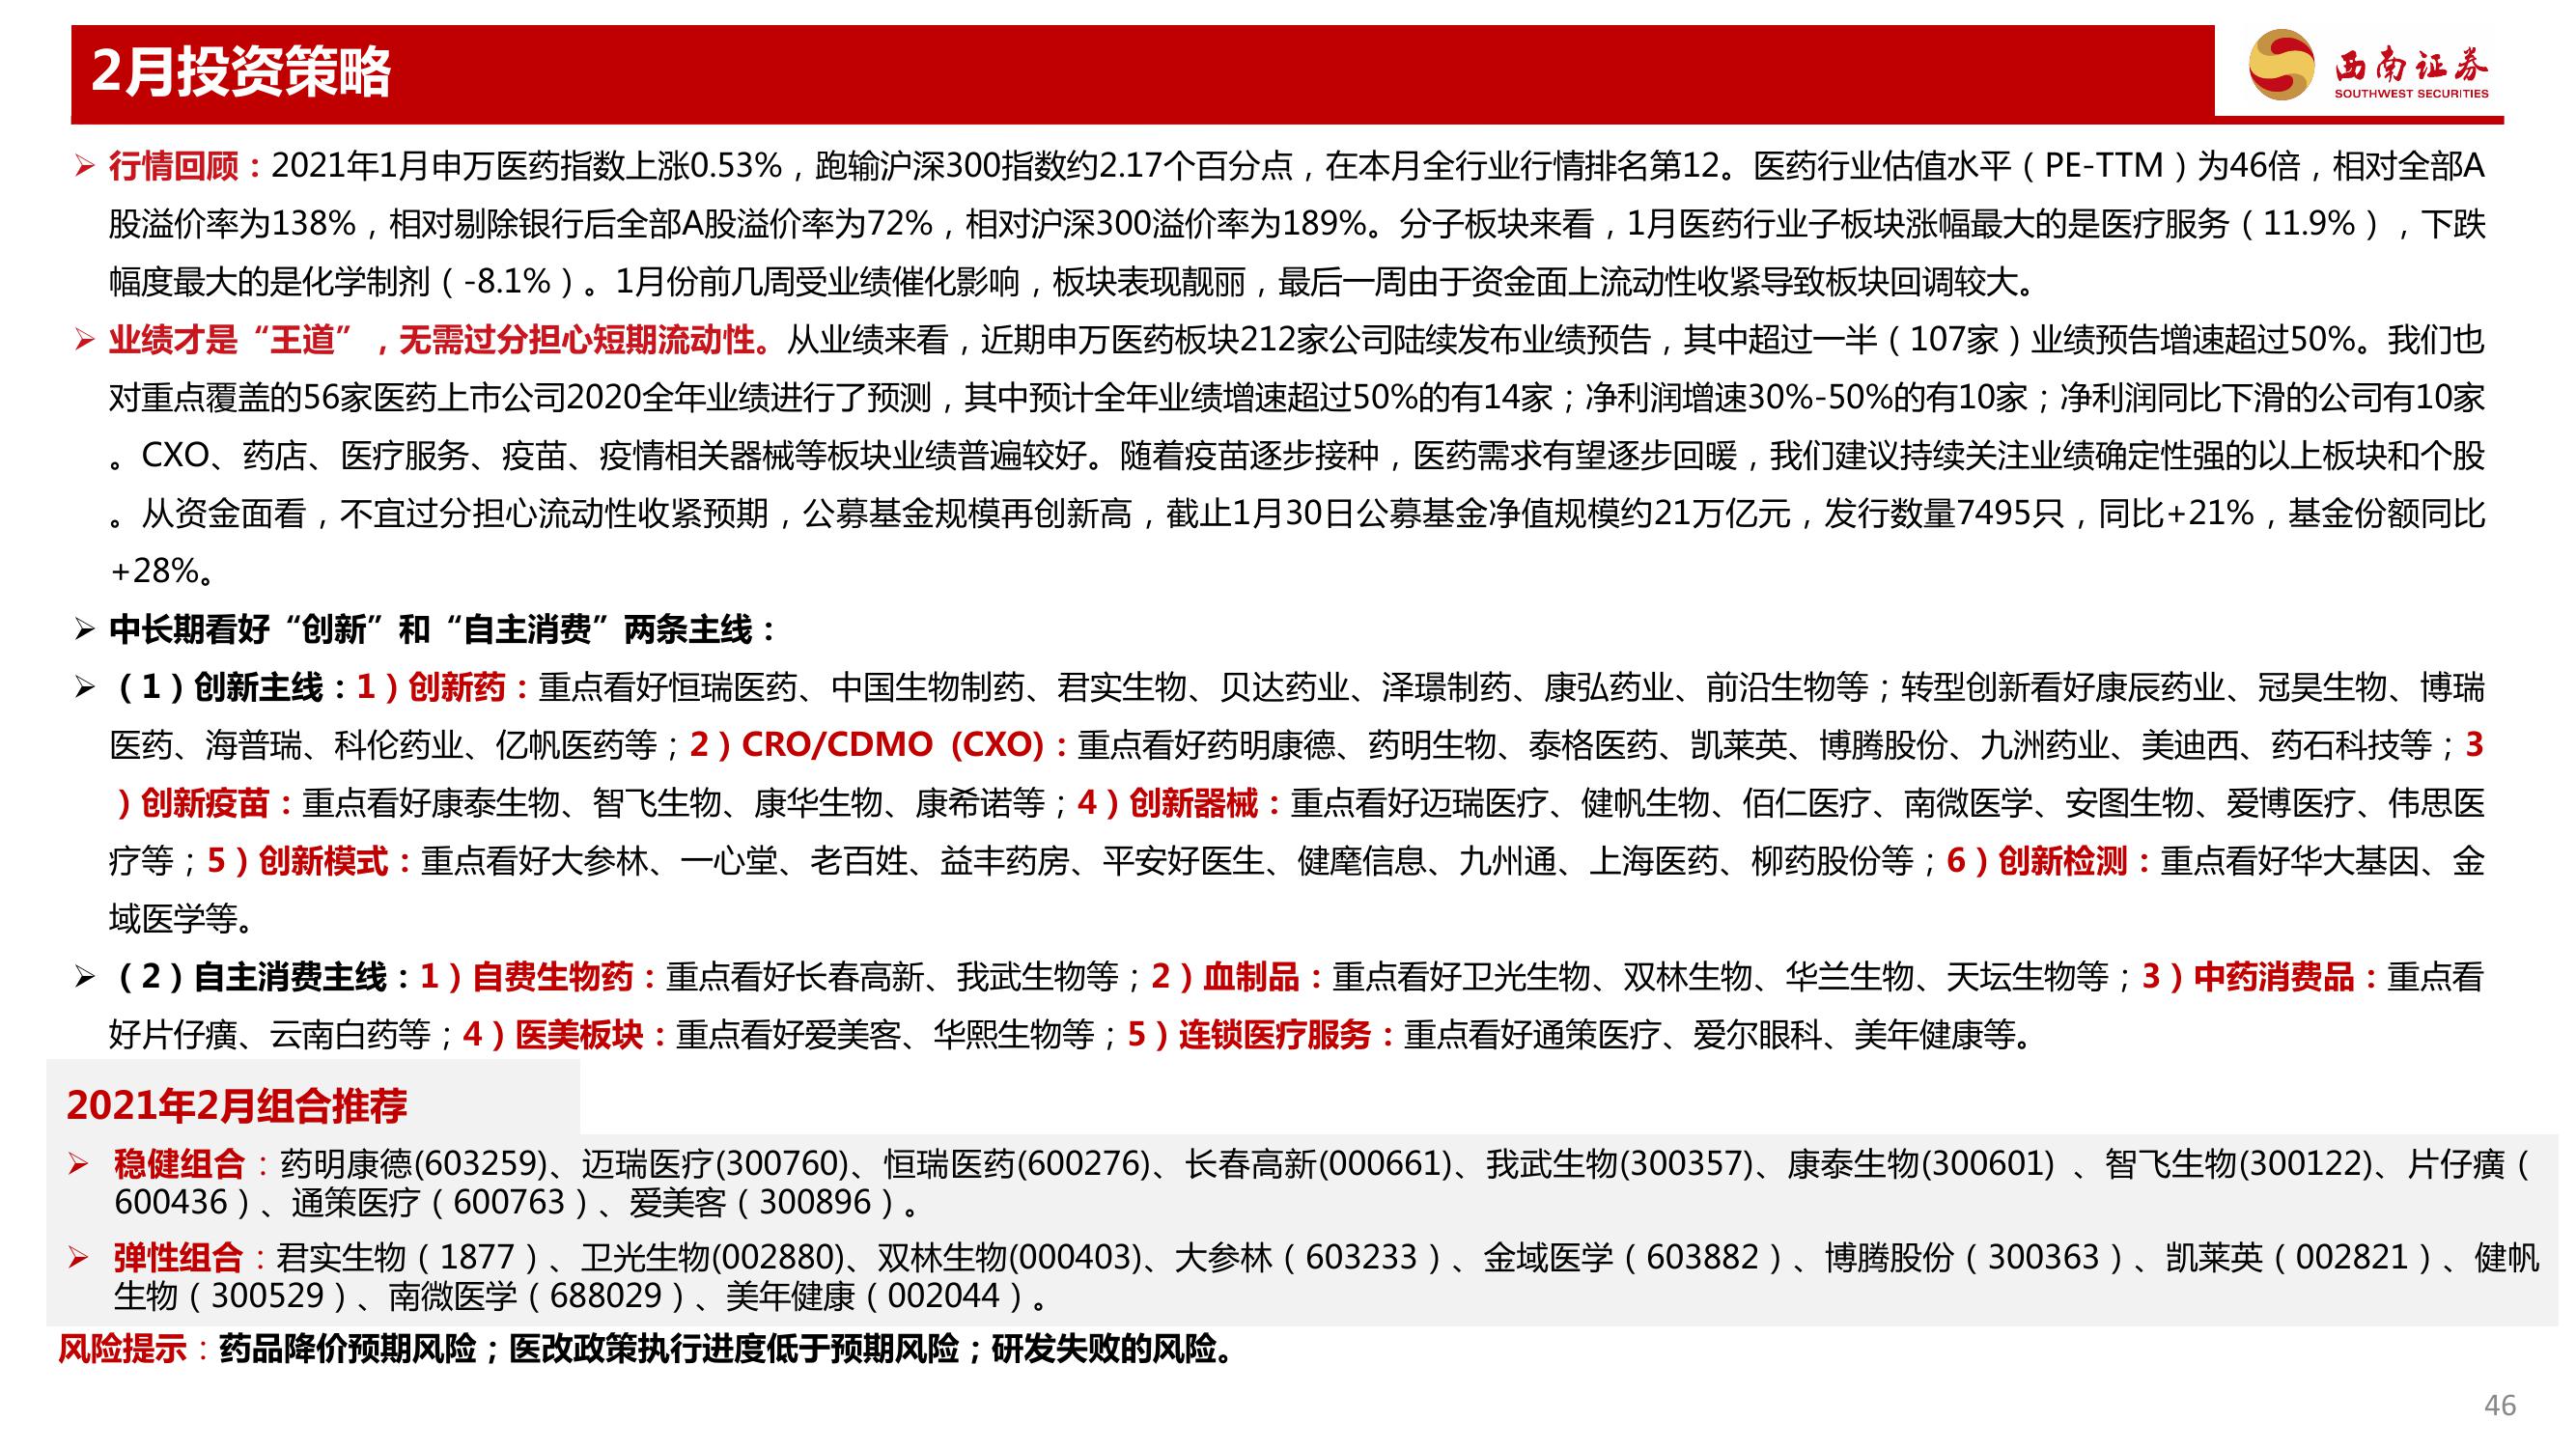 2月投资策略
西南证券
SOUTHWEST SECURITIES
➢ 行情回顾：2021年1月申万医药指数上涨0.53%，跑输沪深300指数约2.17个百分点，在本月全行业行情排名第12。医药行业估值水平（PE-TTM）为46倍，相对全部A
股溢价率为138%，相对剔除银行后全部A股溢价率为72%，相对沪深300溢价率为189%。分子板块来看，1月医药行业子板块涨幅最大的是医疗服务（11.9%），下跌
幅度最大的是化学制剂（-8.1%）。1月份前几周受业绩催化影响，板块表现靓丽，最后一周由于资金面上流动性收紧导致板块回调较大。
➢ 业绩才是“王道”，无需过分担心短期流动性。从业绩来看，近期申万医药板块212家公司陆续发布业绩预告，其中超过一半（107家）业绩预告增速超过50%。我们也
对重点覆盖的56家医药上市公司2020全年业绩进行了预测，其中预计全年业绩增速超过50%的有14家；净利润增速30%-50%的有10家；净利润同比下滑的公司有10家
。CXO、药店、医疗服务、疫苗、疫情相关器械等板块业绩普遍较好。随着疫苗逐步接种，医药需求有望逐步回暖，我们建议持续关注业绩确定性强的以上板块和个股
。从资金面看，不宜过分担心流动性收紧预期，公募基金规模再创新高，截止1月30日公募基金净值规模约21万亿元，发行数量7495只，同比+21%，基金份额同比
+28%。
➢ 中长期看好“创新”和“自主消费”两条主线：
➢ （1）创新主线：1）创新药：重点看好恒瑞医药、中国生物制药、君实生物、贝达药业、泽璟制药、康弘药业、前沿生物等；转型创新看好康辰药业、冠昊生物、博瑞
医药、海普瑞、科伦药业、亿帆医药等；2）CRO/CDMO (CXO)：重点看好药明康德、药明生物、泰格医药、凯莱英、博腾股份、九洲药业、美迪西、药石科技等；3
）创新疫苗：重点看好康泰生物、智飞生物、康华生物、康希诺等；4）创新器械：重点看好迈瑞医疗、健帆生物、佰仁医疗、南微医学、安图生物、爱博医疗、伟思医
疗等；5）创新模式：重点看好大参林、一心堂、老百姓、益丰药房、平安好医生、健麾信息、九州通、上海医药、柳药股份等；6）创新检测：重点看好华大基因、金
域医学等。
➢ （2）自主消费主线：1）自费生物药：重点看好长春高新、我武生物等；2）血制品：重点看好卫光生物、双林生物、华兰生物、天坛生物等；3）中药消费品：重点看
好片仔癀、云南白药等；4）医美板块：重点看好爱美客、华熙生物等；5）连锁医疗服务：重点看好通策医疗、爱尔眼科、美年健康等。
2021年2月组合推荐
➢ 稳健组合：药明康德(603259)、迈瑞医疗(300760)、恒瑞医药(600276)、长春高新(000661)、我武生物(300357)、康泰生物(300601) 、智飞生物(300122)、片仔癀（
600436）、通策医疗（600763）、爱美客（300896）。
➢ 弹性组合：君实生物（1877）、卫光生物(002880)、双林生物(000403)、大参林（603233）、金域医学（603882）、博腾股份（300363）、凯莱英（002821）、健帆
生物（300529）、南微医学（688029）、美年健康（002044）。
风险提示：药品降价预期风险；医改政策执行进度低于预期风险；研发失败的风险。
46